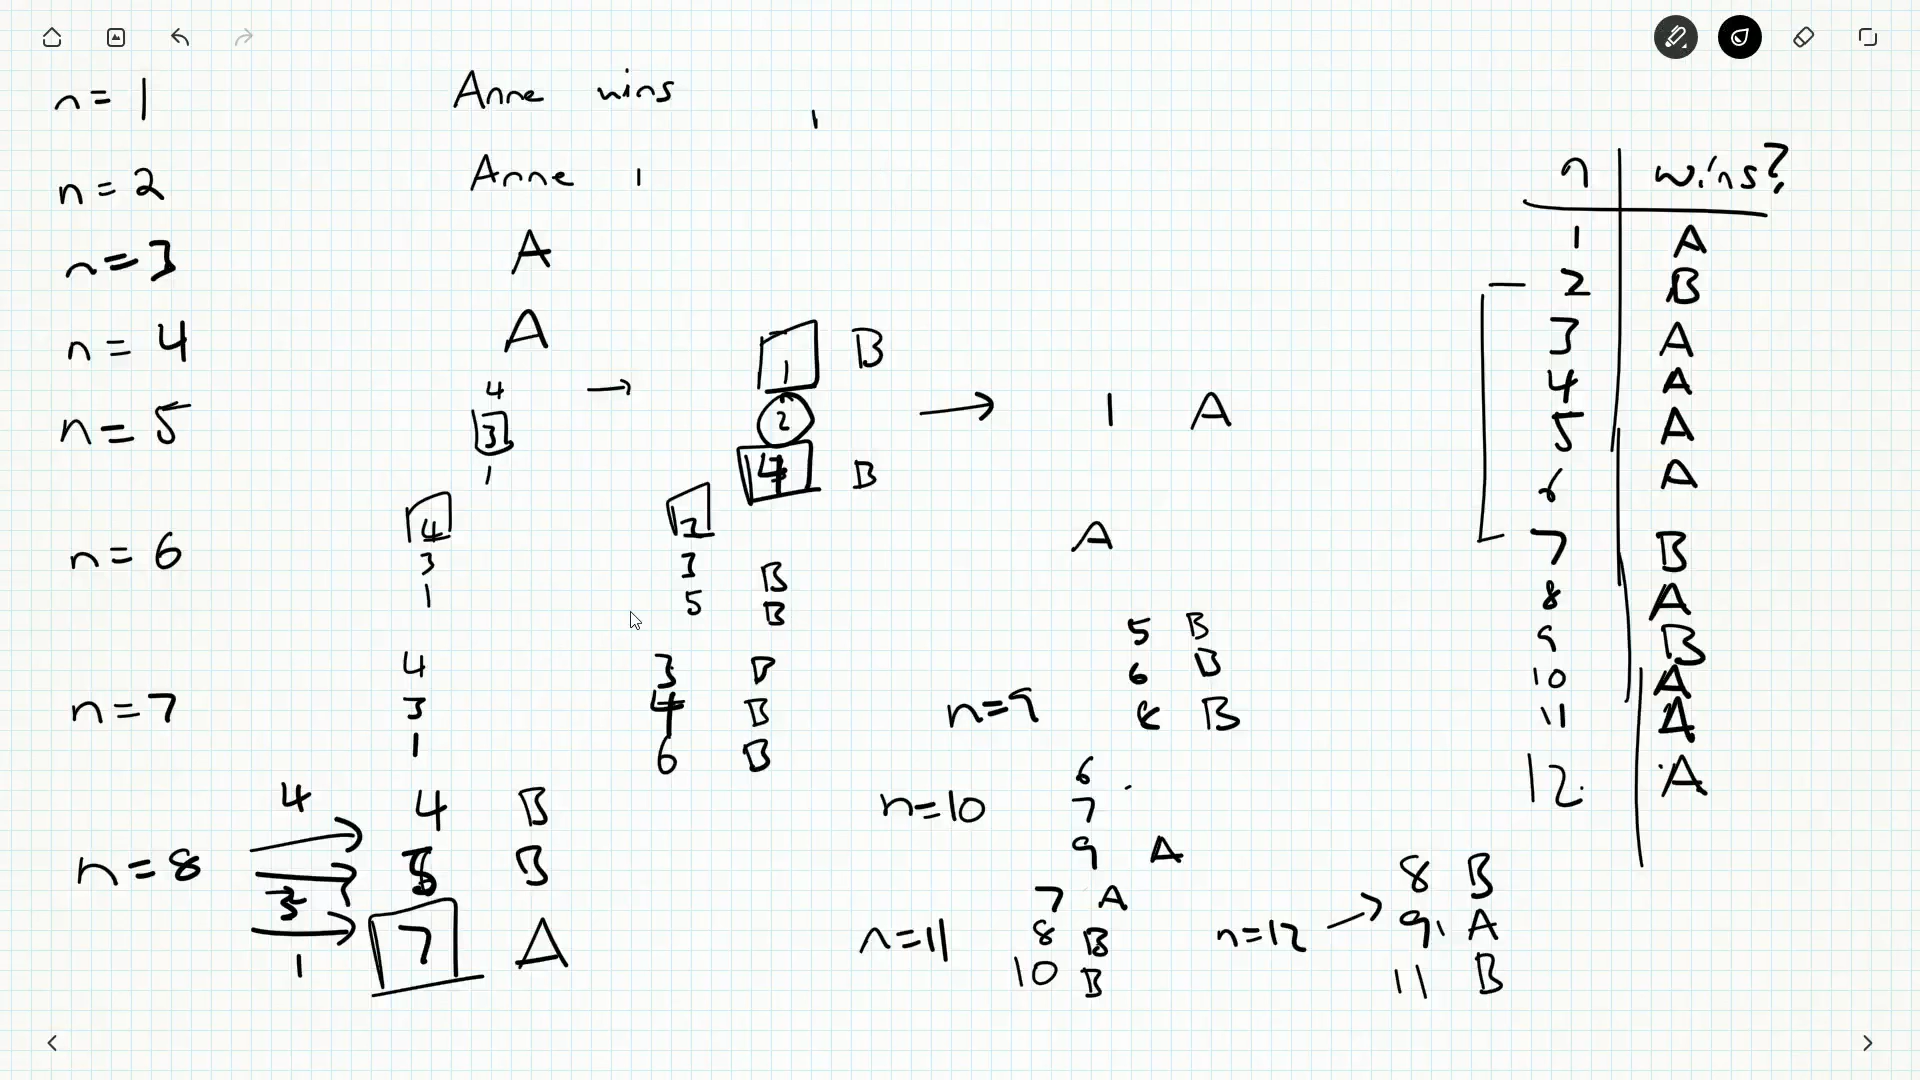 n = 1 Anne wins
n = 2 Anne
n = 3 A
n = 4 A
n = 5 4 → 1 B
3 2 → 1 A
1 4 B
n = 6 4 2 A
3 3 B
1 5 B
n = 7 4 3 B
3 4 B
1 6 B
n = 8 4 4 B
3 5 B
1 7 A
n=9 5 B
6 B
8 B
n=10 6
7
9 A
n=11 7 A
8 B
10 B
n=12 → 8 B
9 A
11 B
n wins?
1 A
2 B
3 A
4 A
5 A
6 A
7 B
8 A
9 B
10 A
11 A
12 A